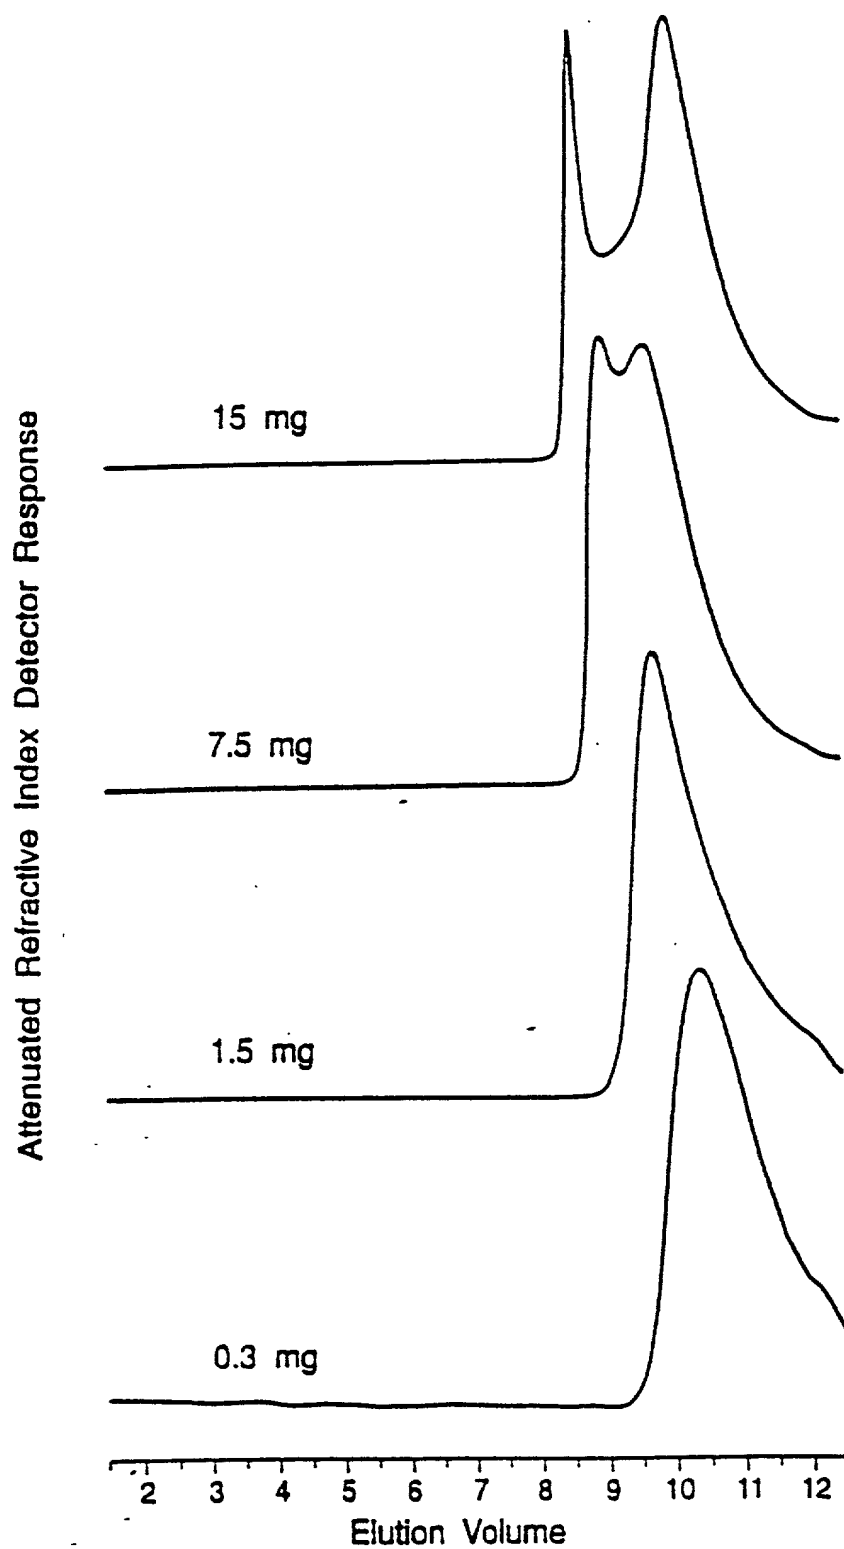 15 mg
7.5 mg
1.5 mg
0.3 mg
Attenuated Refractive Index Detector Response
2 3 4 5 6 7 8 9 10 11 12
Elution Volume